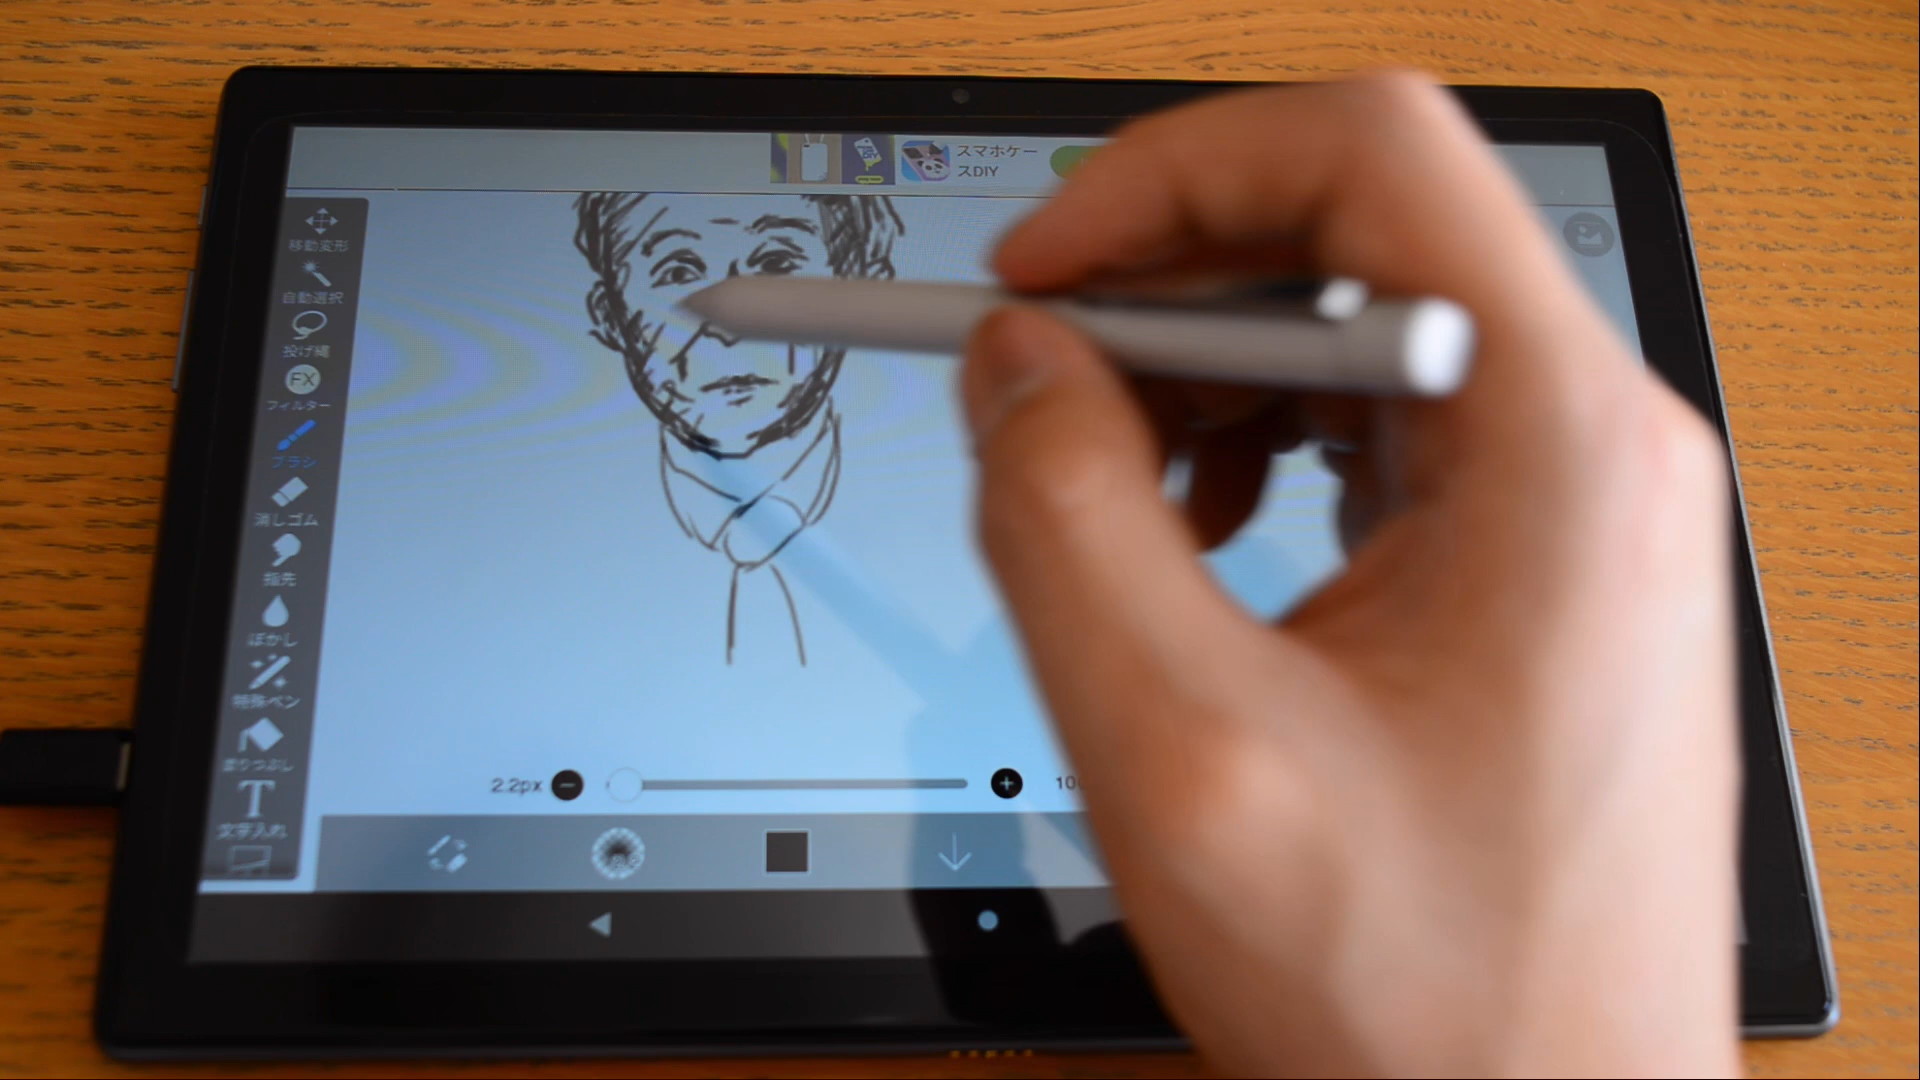 スマホケー
スDIY
移動変形
自動選択
投げ縄
FX
フィルター
ブラシ
消しゴム
指先
ぼかし
特殊ペン
塗りつぶし
T
文字入れ
2.2px